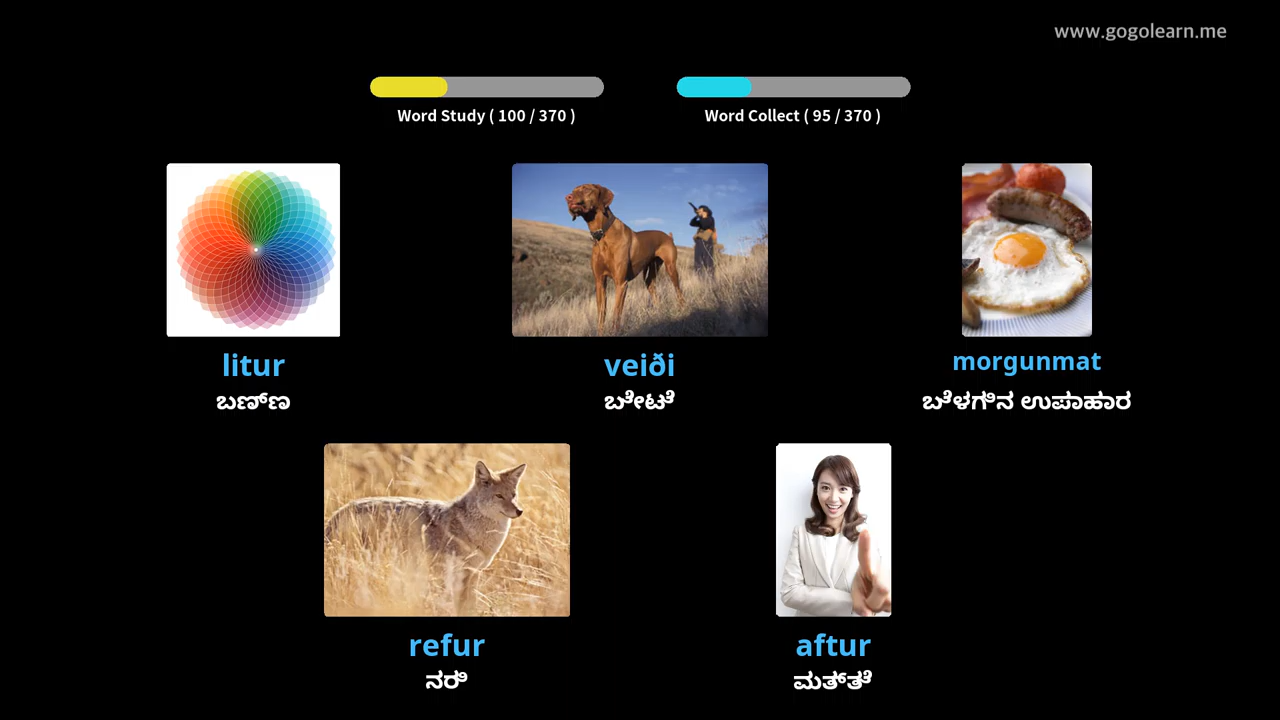 www.gogolearn.me
Word Study ( 100 / 370 )
Word Collect ( 95 / 370 )
litur
ಬಣ್ಣ
veiði
ಬೇಟೆ
morgunmat
ಬೆಳಗಿನ ಉಪಾಹಾರ
refur
ನರಿ
aftur
ಮತ್ತೆ